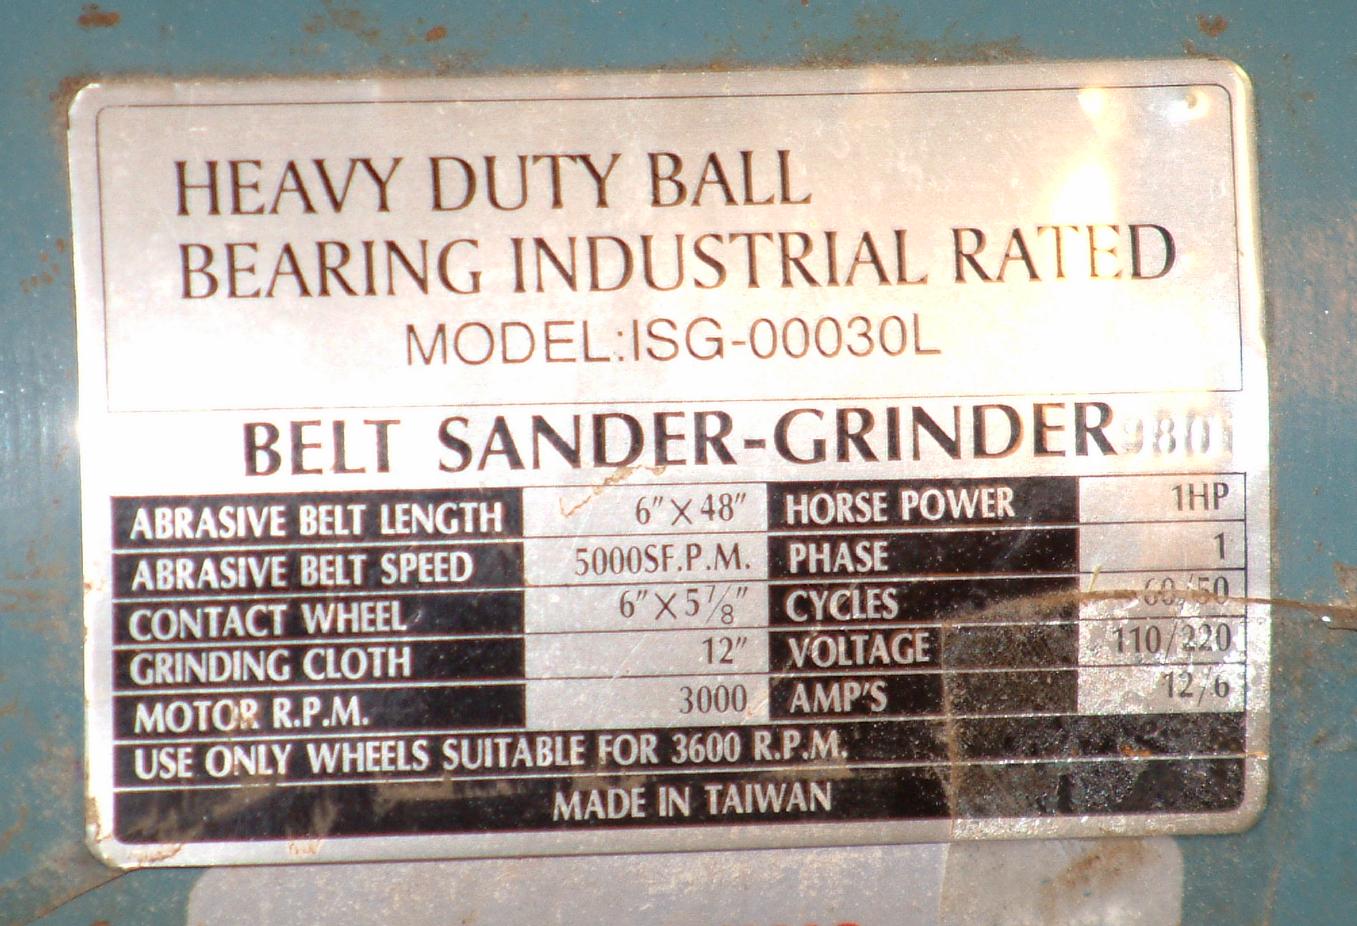 HEAVY DUTY BALL
BEARING INDUSTRIAL RATED
MODEL:ISG-00030L
BELT SANDER-GRINDER 9801
ABRASIVE BELT LENGTH 6"X48" HORSE POWER 1HP
ABRASIVE BELT SPEED 5000SF.P.M. PHASE 1
CONTACT WHEEL 6"X5⅞" CYCLES 60/50
GRINDING CLOTH 12" VOLTAGE 110/220
MOTOR R.P.M. 3000 AMP'S 12/6
USE ONLY WHEELS SUITABLE FOR 3600 R.P.M.
MADE IN TAIWAN